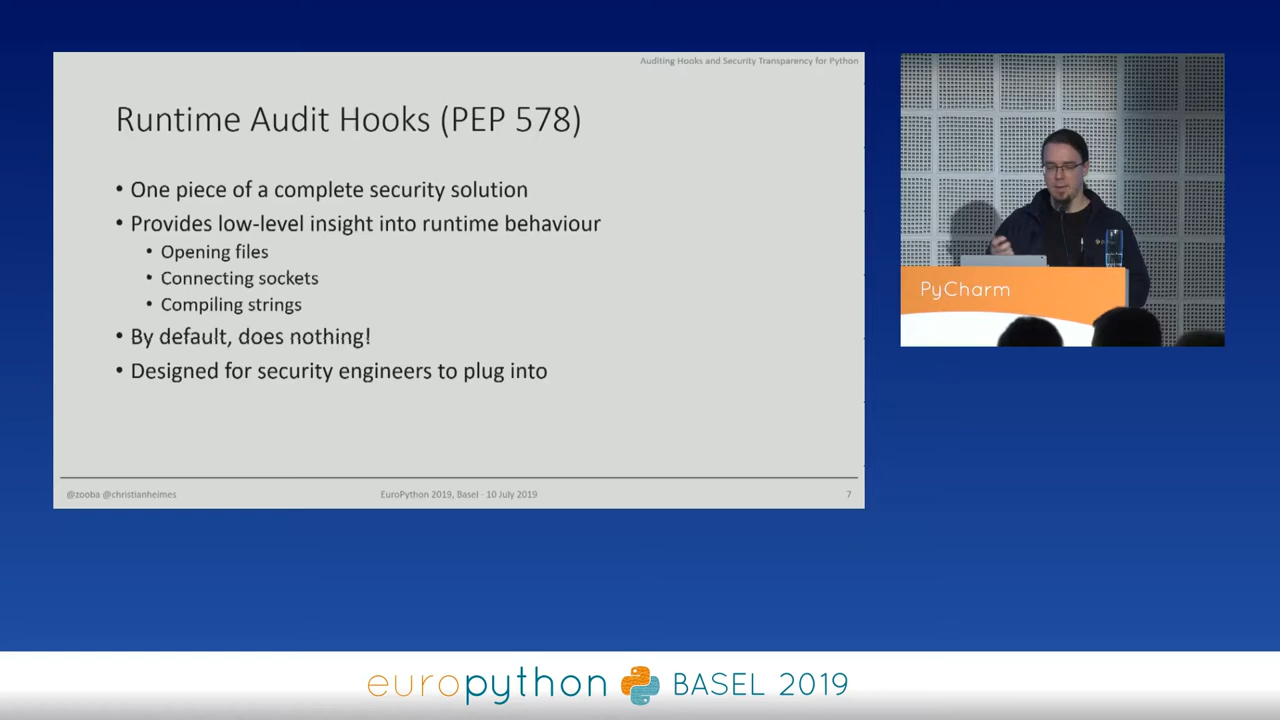 Auditing Hooks and Security Transparency for Python
Runtime Audit Hooks (PEP 578)
• One piece of a complete security solution
• Provides low-level insight into runtime behaviour
• Opening files
• Connecting sockets
• Compiling strings
• By default, does nothing!
• Designed for security engineers to plug into
@zooba @christianheimes
EuroPython 2019, Basel · 10 July 2019
7
PyCharm
europython BASEL 2019